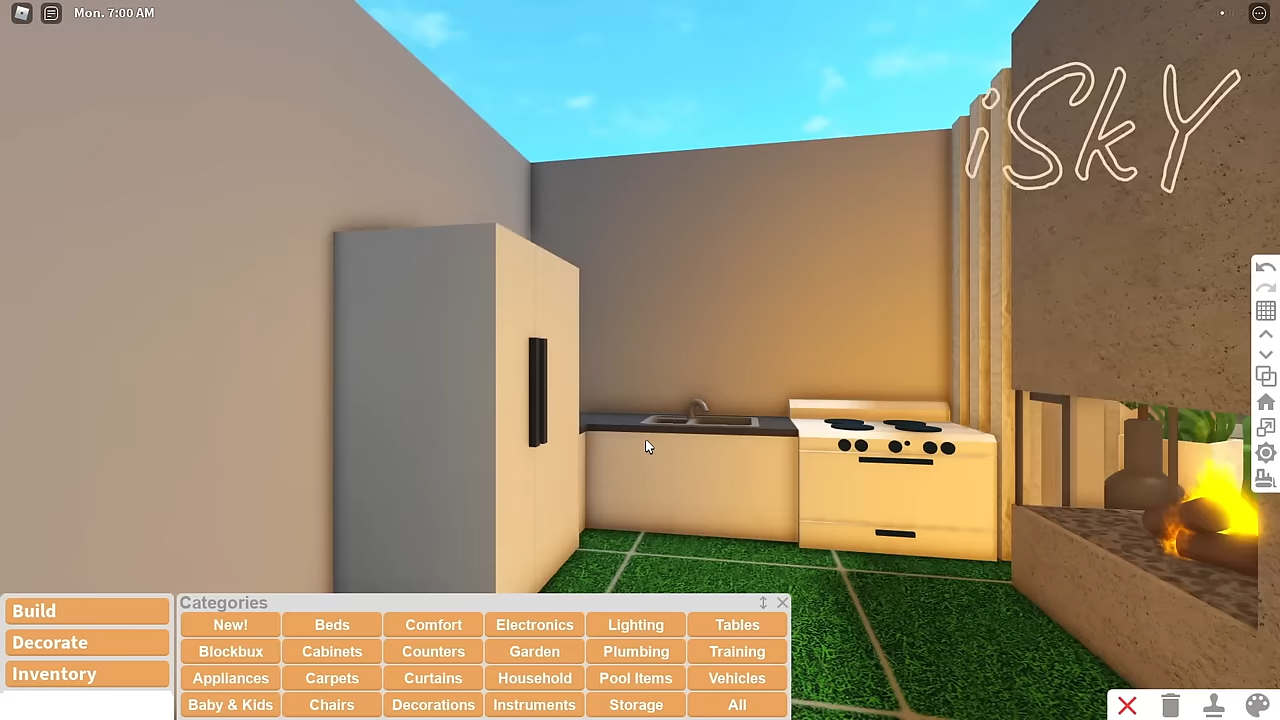 Mon. 7:00 AM
iSkY
Build
Decorate
Inventory
Categories
New! Beds Comfort Electronics Lighting Tables
Blockbux Cabinets Counters Garden Plumbing Training
Appliances Carpets Curtains Household Pool Items Vehicles
Baby & Kids Chairs Decorations Instruments Storage All